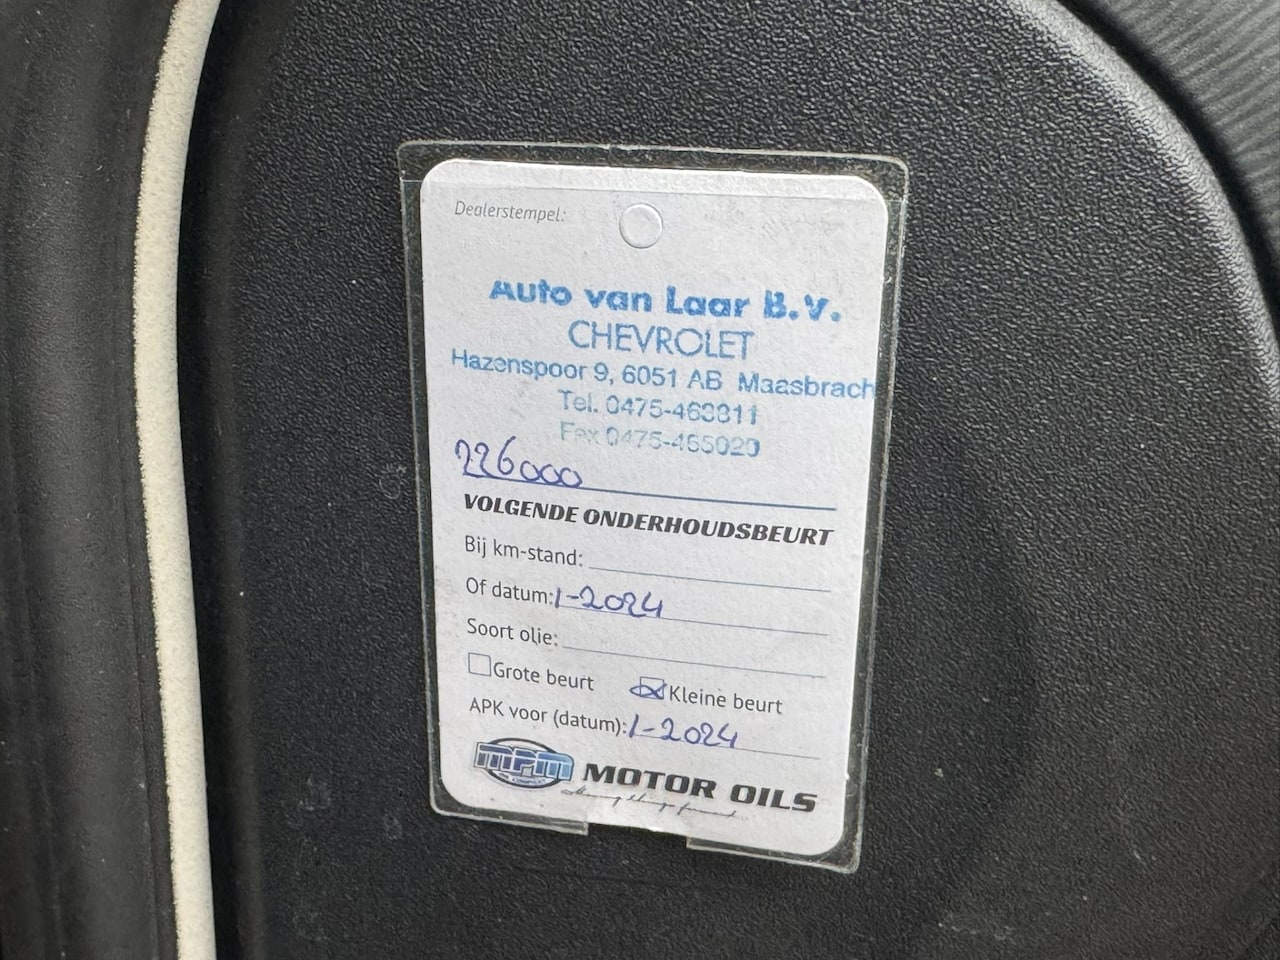 Dealerstempel:
Auto van Laar B.V.
CHEVROLET
Hazenspoor 9, 6051 AB Maasbrach
Tel. 0475-463311
Fax 0475-465020
226000
VOLGENDE ONDERHOUDSBEURT
Bij km-stand:
Of datum: 1-2024
Soort olie:
Grote beurt Kleine beurt
APK voor (datum): 1-2024
MPM MOTOR OILS